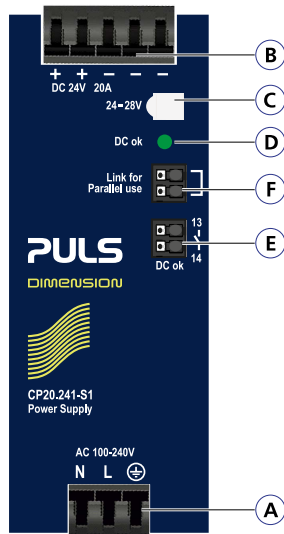 B
+ + – – –
DC 24V 20A
24–28V
C
DC ok
D
Link for
Parallel use
F
13
E
14
DC ok
PULS
DIMENSION
CP20.241-S1
Power Supply
AC 100-240V
N L
A